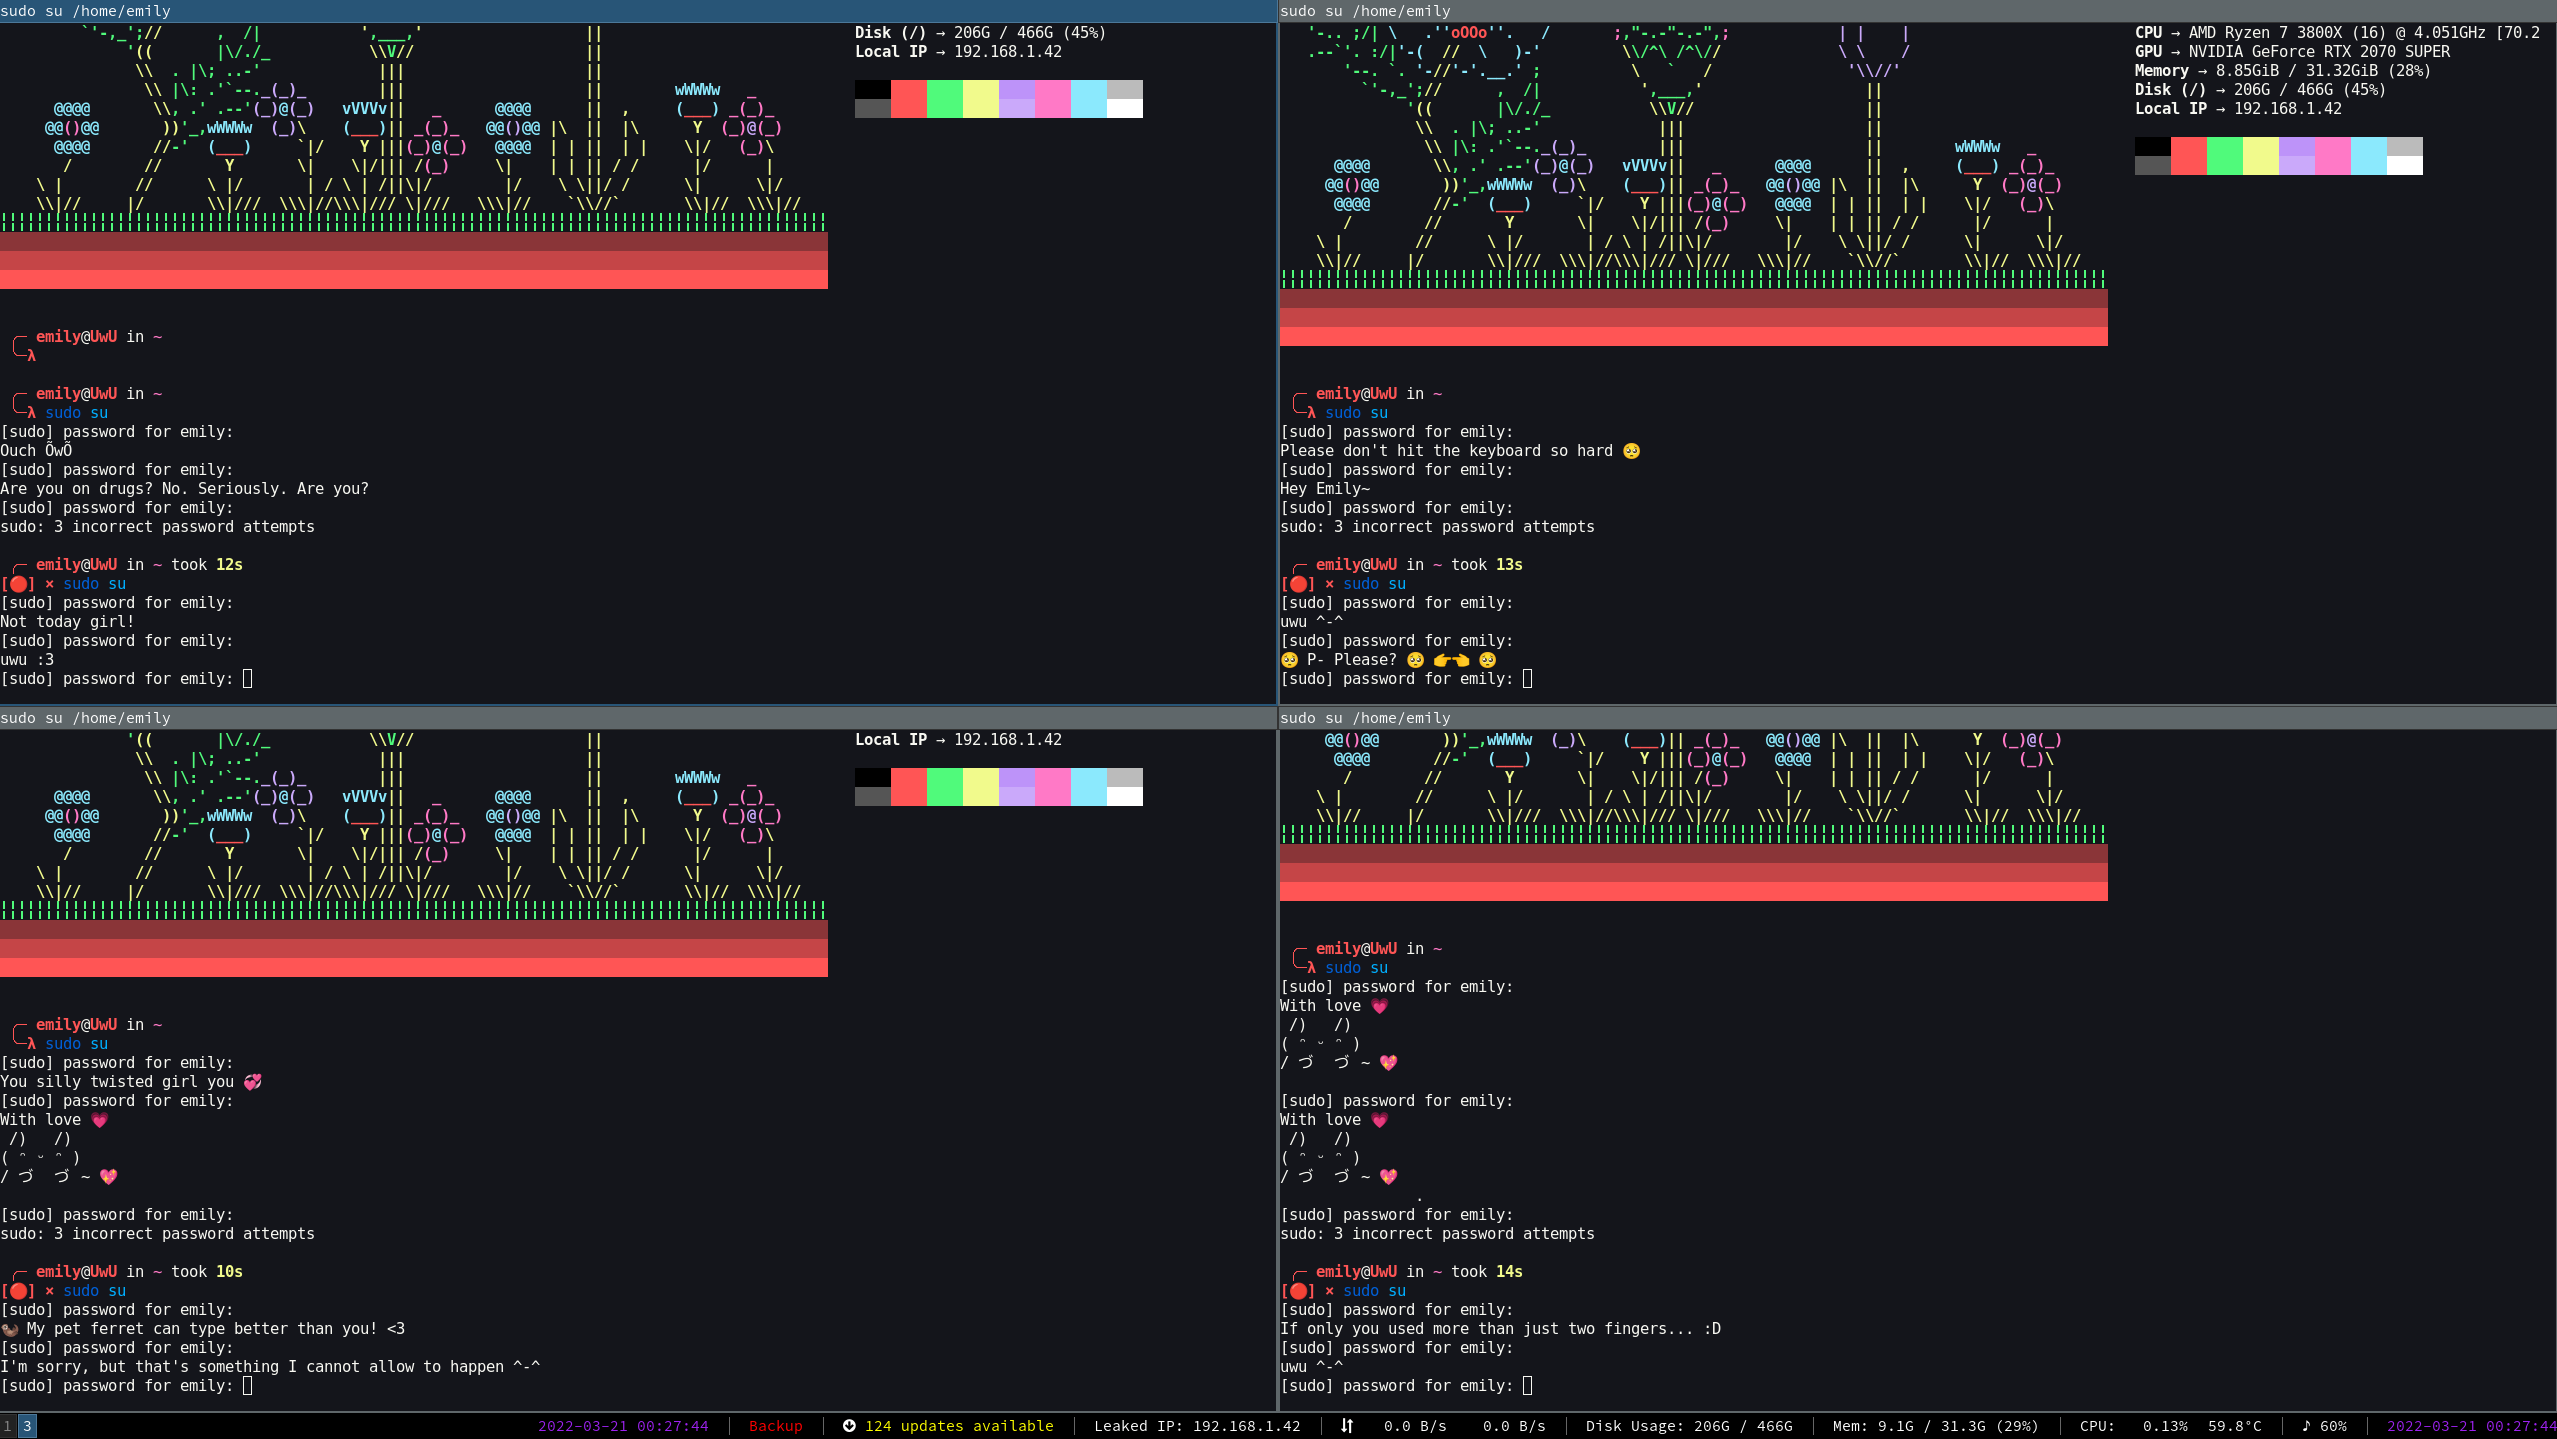 sudo su /home/emily
Disk (/) → 206G / 466G (45%)
Local IP → 192.168.1.42
emily@UwU in ~
λ
emily@UwU in ~
λ sudo su
[sudo] password for emily:
Ouch ÕwÕ
[sudo] password for emily:
Are you on drugs? No. Seriously. Are you?
[sudo] password for emily:
sudo: 3 incorrect password attempts
emily@UwU in ~ took 12s
[🔴] × sudo su
[sudo] password for emily:
Not today girl!
[sudo] password for emily:
uwu :3
[sudo] password for emily:
sudo su /home/emily
CPU → AMD Ryzen 7 3800X (16) @ 4.051GHz [70.2
GPU → NVIDIA GeForce RTX 2070 SUPER
Memory → 8.85GiB / 31.32GiB (28%)
Disk (/) → 206G / 466G (45%)
Local IP → 192.168.1.42
emily@UwU in ~
λ sudo su
[sudo] password for emily:
Please don't hit the keyboard so hard 🥺
[sudo] password for emily:
Hey Emily~
[sudo] password for emily:
sudo: 3 incorrect password attempts
emily@UwU in ~ took 13s
[🔴] × sudo su
[sudo] password for emily:
uwu ^-^
[sudo] password for emily:
🥺 P- Please? 🥺 👉👈 🥺
[sudo] password for emily:
sudo su /home/emily
Local IP → 192.168.1.42
emily@UwU in ~
λ sudo su
[sudo] password for emily:
You silly twisted girl you 💞
[sudo] password for emily:
With love 💗
/)   /)
( ᵔ ᵕ ᵔ )
/ づ  づ ~ 💖
[sudo] password for emily:
sudo: 3 incorrect password attempts
emily@UwU in ~ took 10s
[🔴] × sudo su
[sudo] password for emily:
🦦 My pet ferret can type better than you! <3
[sudo] password for emily:
I'm sorry, but that's something I cannot allow to happen ^-^
[sudo] password for emily:
sudo su /home/emily
emily@UwU in ~
λ sudo su
[sudo] password for emily:
With love 💗
/)   /)
( ᵔ ᵕ ᵔ )
/ づ  づ ~ 💖
[sudo] password for emily:
With love 💗
/)   /)
( ᵔ ᵕ ᵔ )
/ づ  づ ~ 💖
[sudo] password for emily:
sudo: 3 incorrect password attempts
emily@UwU in ~ took 14s
[🔴] × sudo su
[sudo] password for emily:
If only you used more than just two fingers... :D
[sudo] password for emily:
uwu ^-^
[sudo] password for emily:
1 3 2022-03-21 00:27:44 | Backup | 124 updates available | Leaked IP: 192.168.1.42 | 0.0 B/s 0.0 B/s | Disk Usage: 206G / 466G | Mem: 9.1G / 31.3G (29%) | CPU: 0.13% 59.8°C | ♪ 60% | 2022-03-21 00:27:44